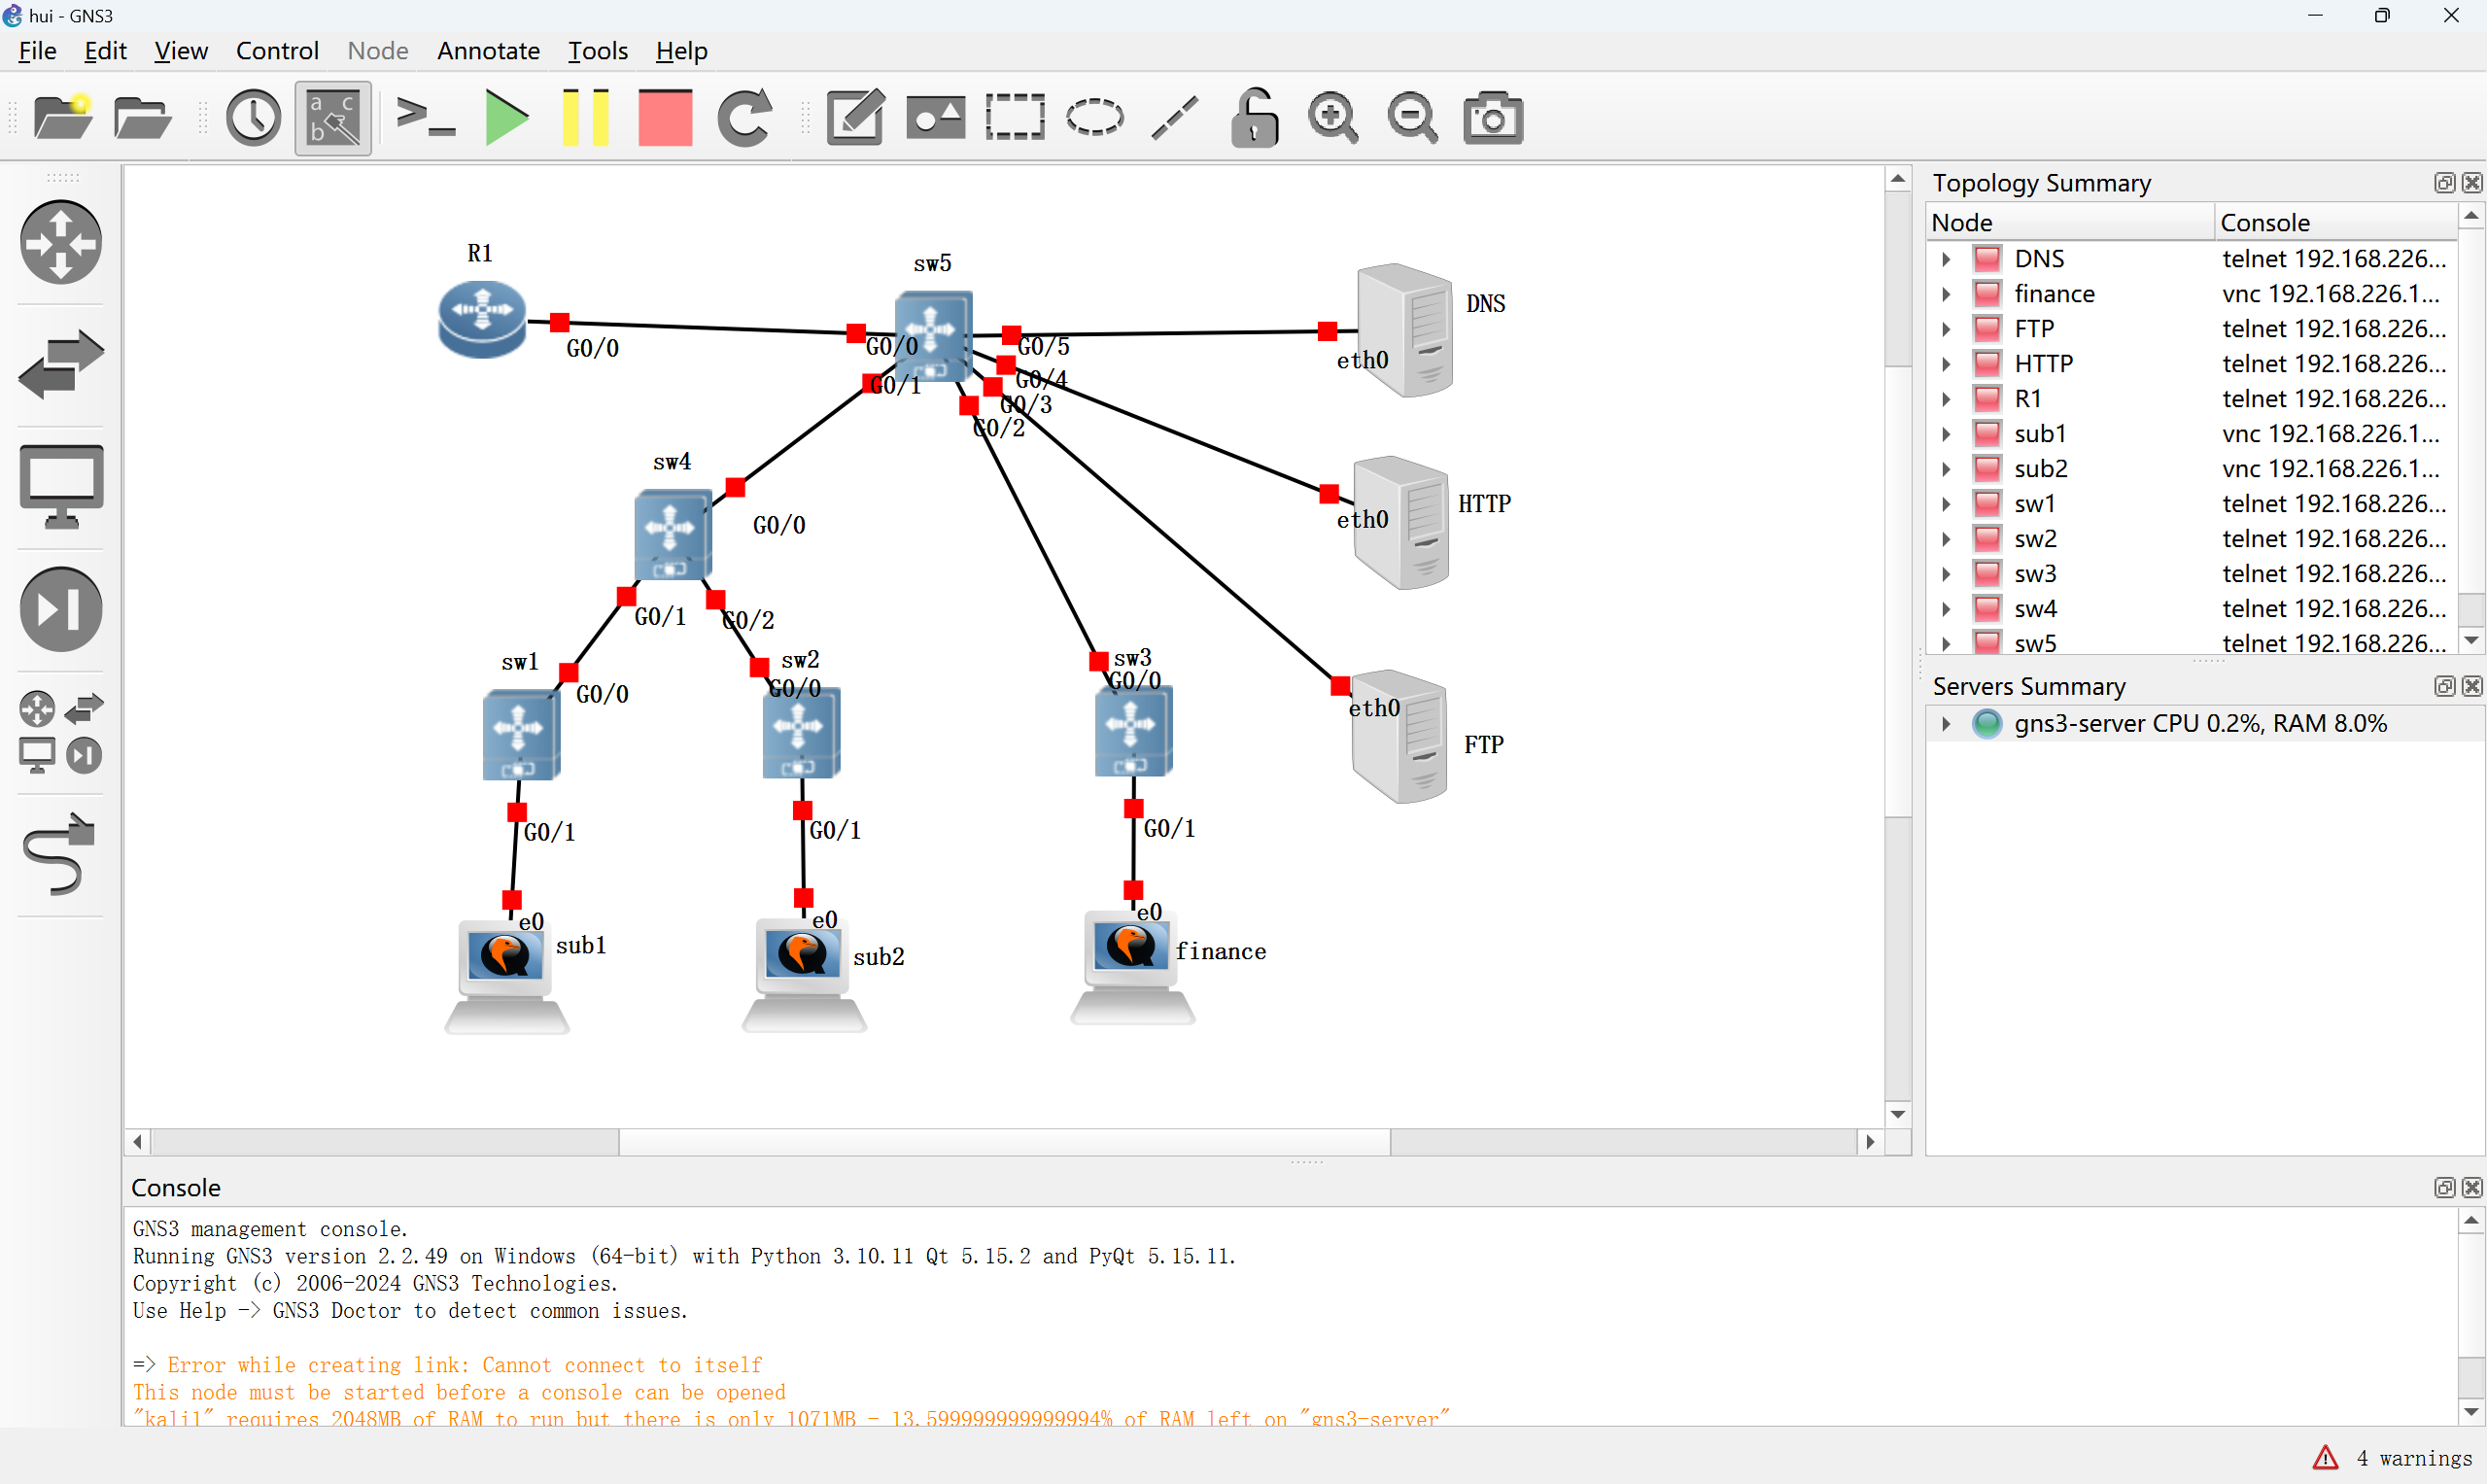 hui - GNS3
File Edit View Control Node Annotate Tools Help
a c
b
R1
sw5
DNS
G0/0
G0/0
G0/5
eth0
G0/1
G0/4
G0/3
G0/2
sw4
G0/0
HTTP
eth0
G0/1
G0/2
sw1
sw2
sw3
G0/0
G0/0
G0/0
eth0
FTP
G0/1
G0/1
G0/1
e0
e0
e0
sub1
sub2
finance
Topology Summary
Node Console
DNS telnet 192.168.226...
finance vnc 192.168.226.1...
FTP telnet 192.168.226...
HTTP telnet 192.168.226...
R1 telnet 192.168.226...
sub1 vnc 192.168.226.1...
sub2 vnc 192.168.226.1...
sw1 telnet 192.168.226...
sw2 telnet 192.168.226...
sw3 telnet 192.168.226...
sw4 telnet 192.168.226...
sw5 telnet 192.168.226...
Servers Summary
gns3-server CPU 0.2%, RAM 8.0%
Console
GNS3 management console.
Running GNS3 version 2.2.49 on Windows (64-bit) with Python 3.10.11 Qt 5.15.2 and PyQt 5.15.11.
Copyright (c) 2006-2024 GNS3 Technologies.
Use Help -> GNS3 Doctor to detect common issues.
=> Error while creating link: Cannot connect to itself
This node must be started before a console can be opened
"kali1" requires 2048MB of RAM to run but there is only 1071MB - 13.599999999999994% of RAM left on "gns3-server"
4 warnings